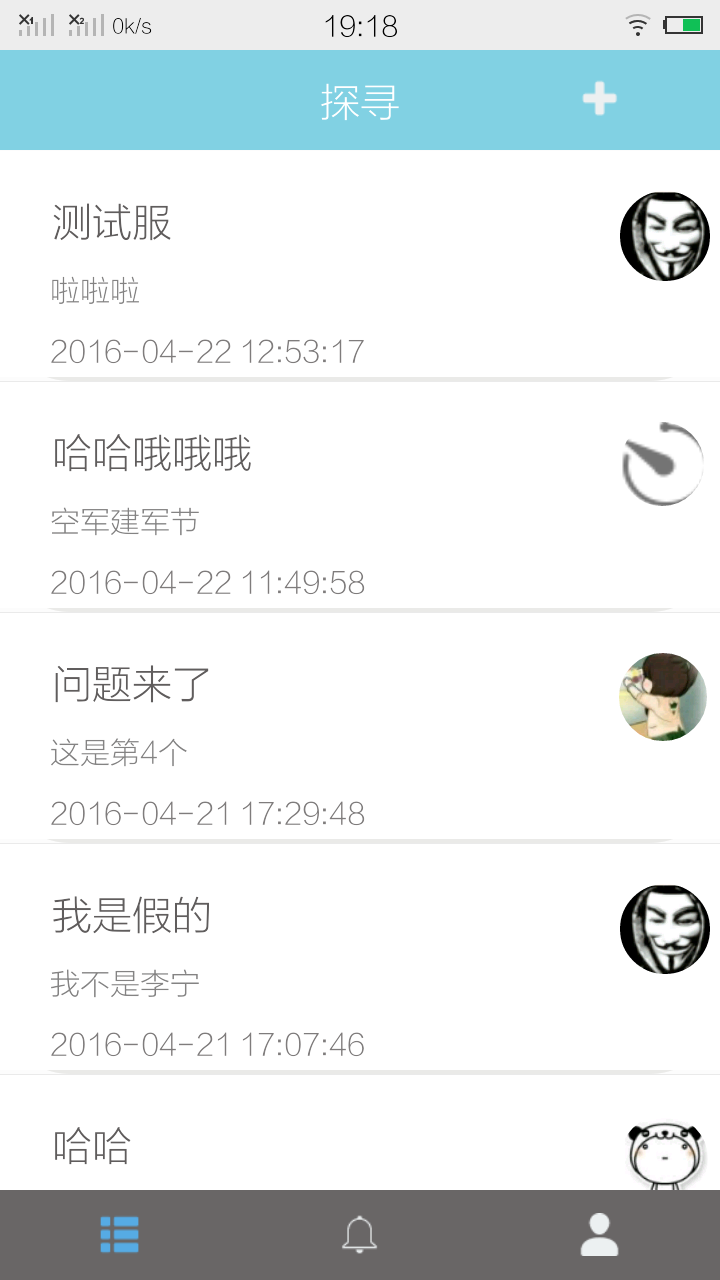 0k/s 19:18
探寻
测试服
啦啦啦
2016-04-22 12:53:17
哈哈哦哦哦
空军建军节
2016-04-22 11:49:58
问题来了
这是第4个
2016-04-21 17:29:48
我是假的
我不是李宁
2016-04-21 17:07:46
哈哈